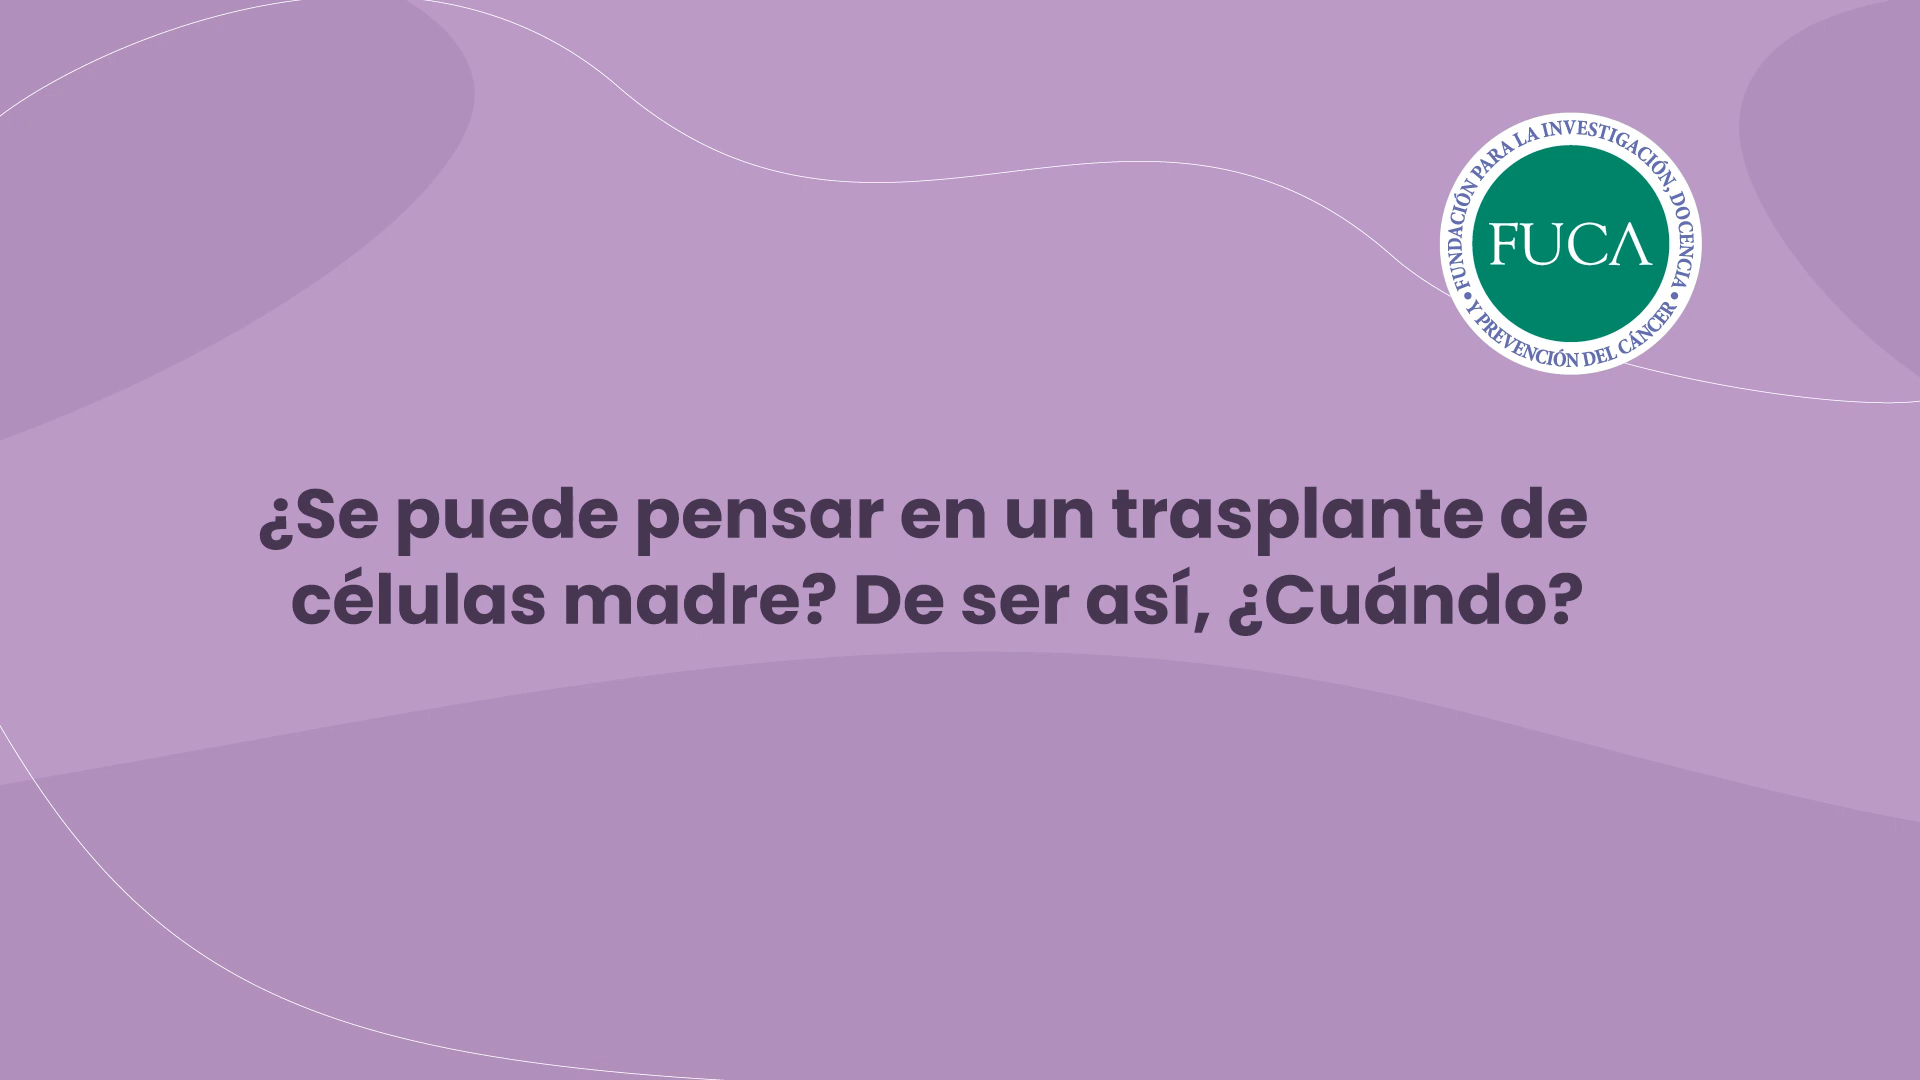 FUNDACIÓN PARA LA INVESTIGACIÓN, DOCENCIA
• Y PREVENCIÓN DEL CÁNCER •
FUCA
¿Se puede pensar en un trasplante de
células madre? De ser así, ¿Cuándo?